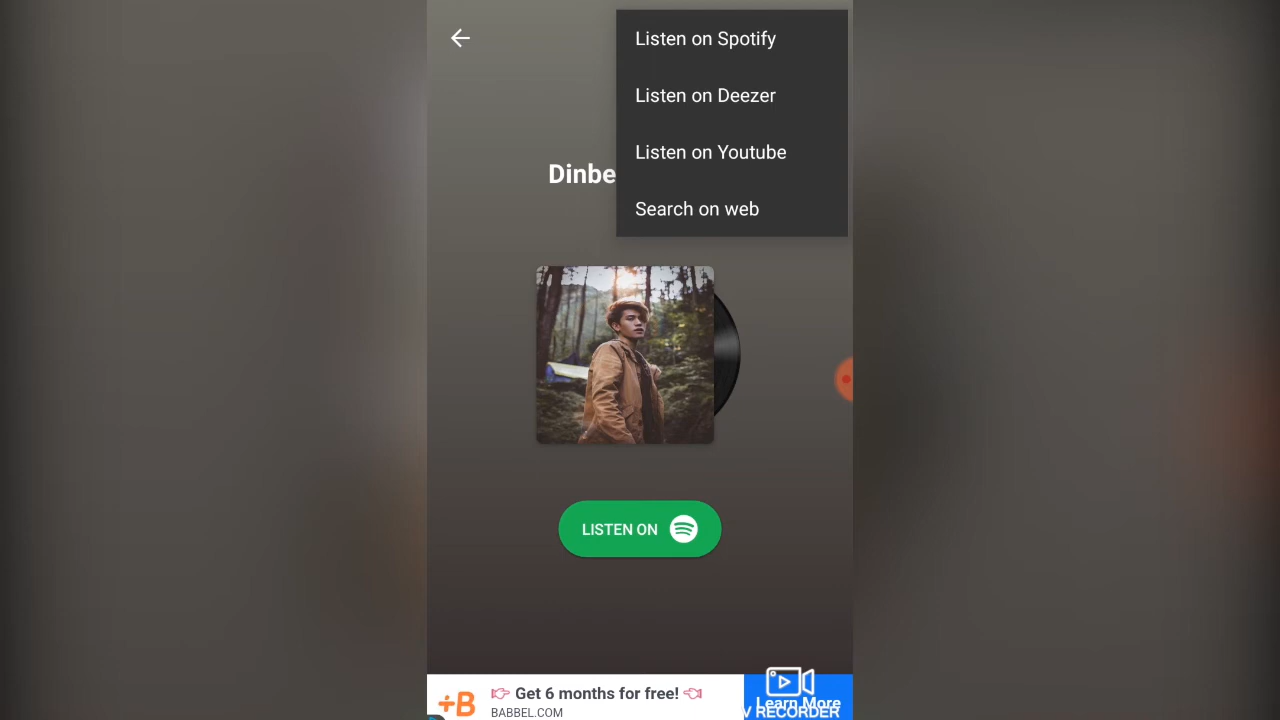 Listen on Spotify
Listen on Deezer
Listen on Youtube
Dinbe
Search on web
LISTEN ON
Get 6 months for free!
BABBEL.COM
+B
Learn More
V RECORDER